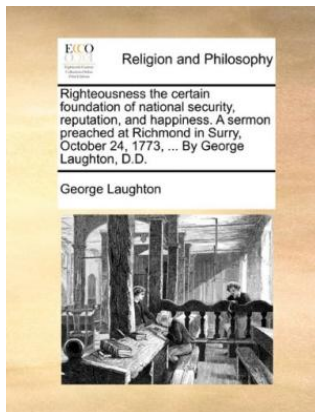 ECCO
Religion and Philosophy
Righteousness the certain
foundation of national security,
reputation, and happiness. A sermon
preached at Richmond in Surry,
October 24, 1773, ... By George
Laughton, D.D.
George Laughton